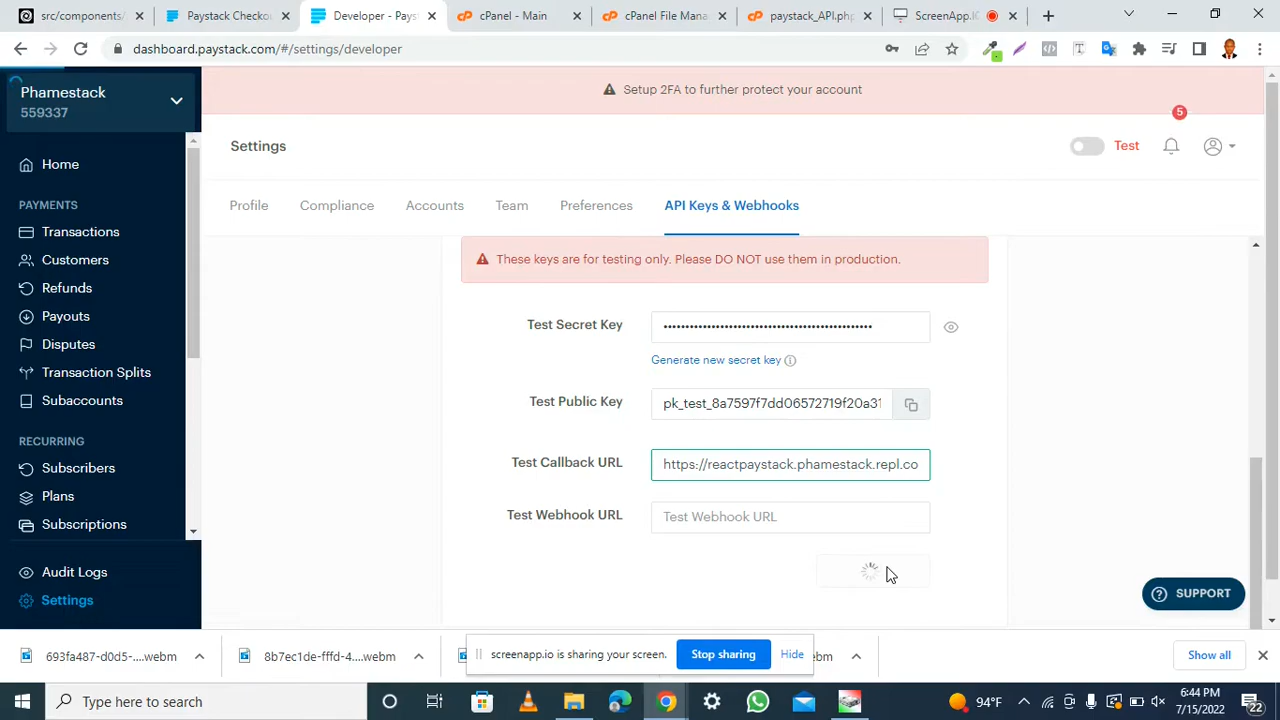 src/components/
Paystack Checko
Developer - Pays
cPanel - Main
cPanel File Mana
paystack_API.ph
ScreenApp.I
dashboard.paystack.com/#/settings/developer
Phamestack
559337
Setup 2FA to further protect your account
5
Settings
Test
Home
PAYMENTS
Profile
Compliance
Accounts
Team
Preferences
API Keys & Webhooks
Transactions
Customers
These keys are for testing only. Please DO NOT use them in production.
Refunds
Payouts
Test Secret Key
Disputes
Generate new secret key
Transaction Splits
Subaccounts
Test Public Key
pk_test_8a7597f7dd06572719f20a31
RECURRING
Subscribers
Test Callback URL
https://reactpaystack.phamestack.repl.co
Plans
Test Webhook URL
Test Webhook URL
Subscriptions
Audit Logs
Settings
SUPPORT
693fa487-d0d5-....webm
8b7ec1de-fffd-4....webm
screenapp.io is sharing your screen.
Stop sharing
Hide
bm
Show all
Type here to search
94°F
6:44 PM
7/15/2022
22